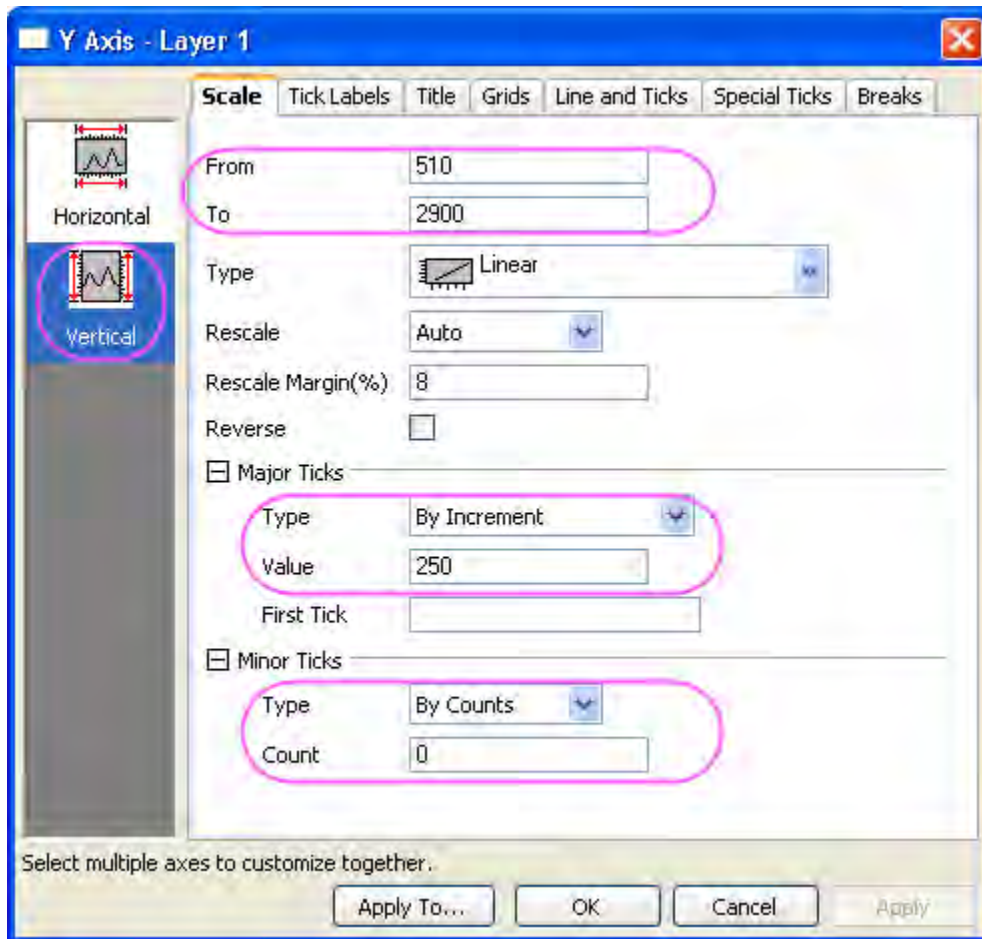 Y Axis - Layer 1
Scale Tick Labels Title Grids Line and Ticks Special Ticks Breaks
Horizontal
Vertical
From 510
To 2900
Type Linear
Rescale Auto
Rescale Margin(%) 8
Reverse
Major Ticks
Type By Increment
Value 250
First Tick
Minor Ticks
Type By Counts
Count 0
Select multiple axes to customize together.
Apply To... OK Cancel Apply